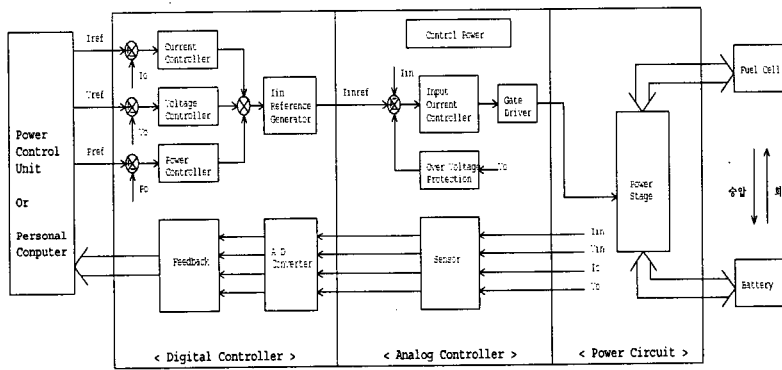 Power
Control
Unit
Or
Personal
Computer
Iref
Vref
Pref
Io
Vo
Po
Current
Controller
Voltage
Controller
Power
Controller
Iin
Reference
Generator
Iinref
Control Power
Iin
Input
Current
Controller
Gate
Driver
Over Voltage
Protection
Vo
Power
Stage
Fuel Cell
승압
Battery
Feedback
A/D
Converter
Sensor
Iin
Vin
Io
Vo
< Digital Controller >
< Analog Controller >
< Power Circuit >